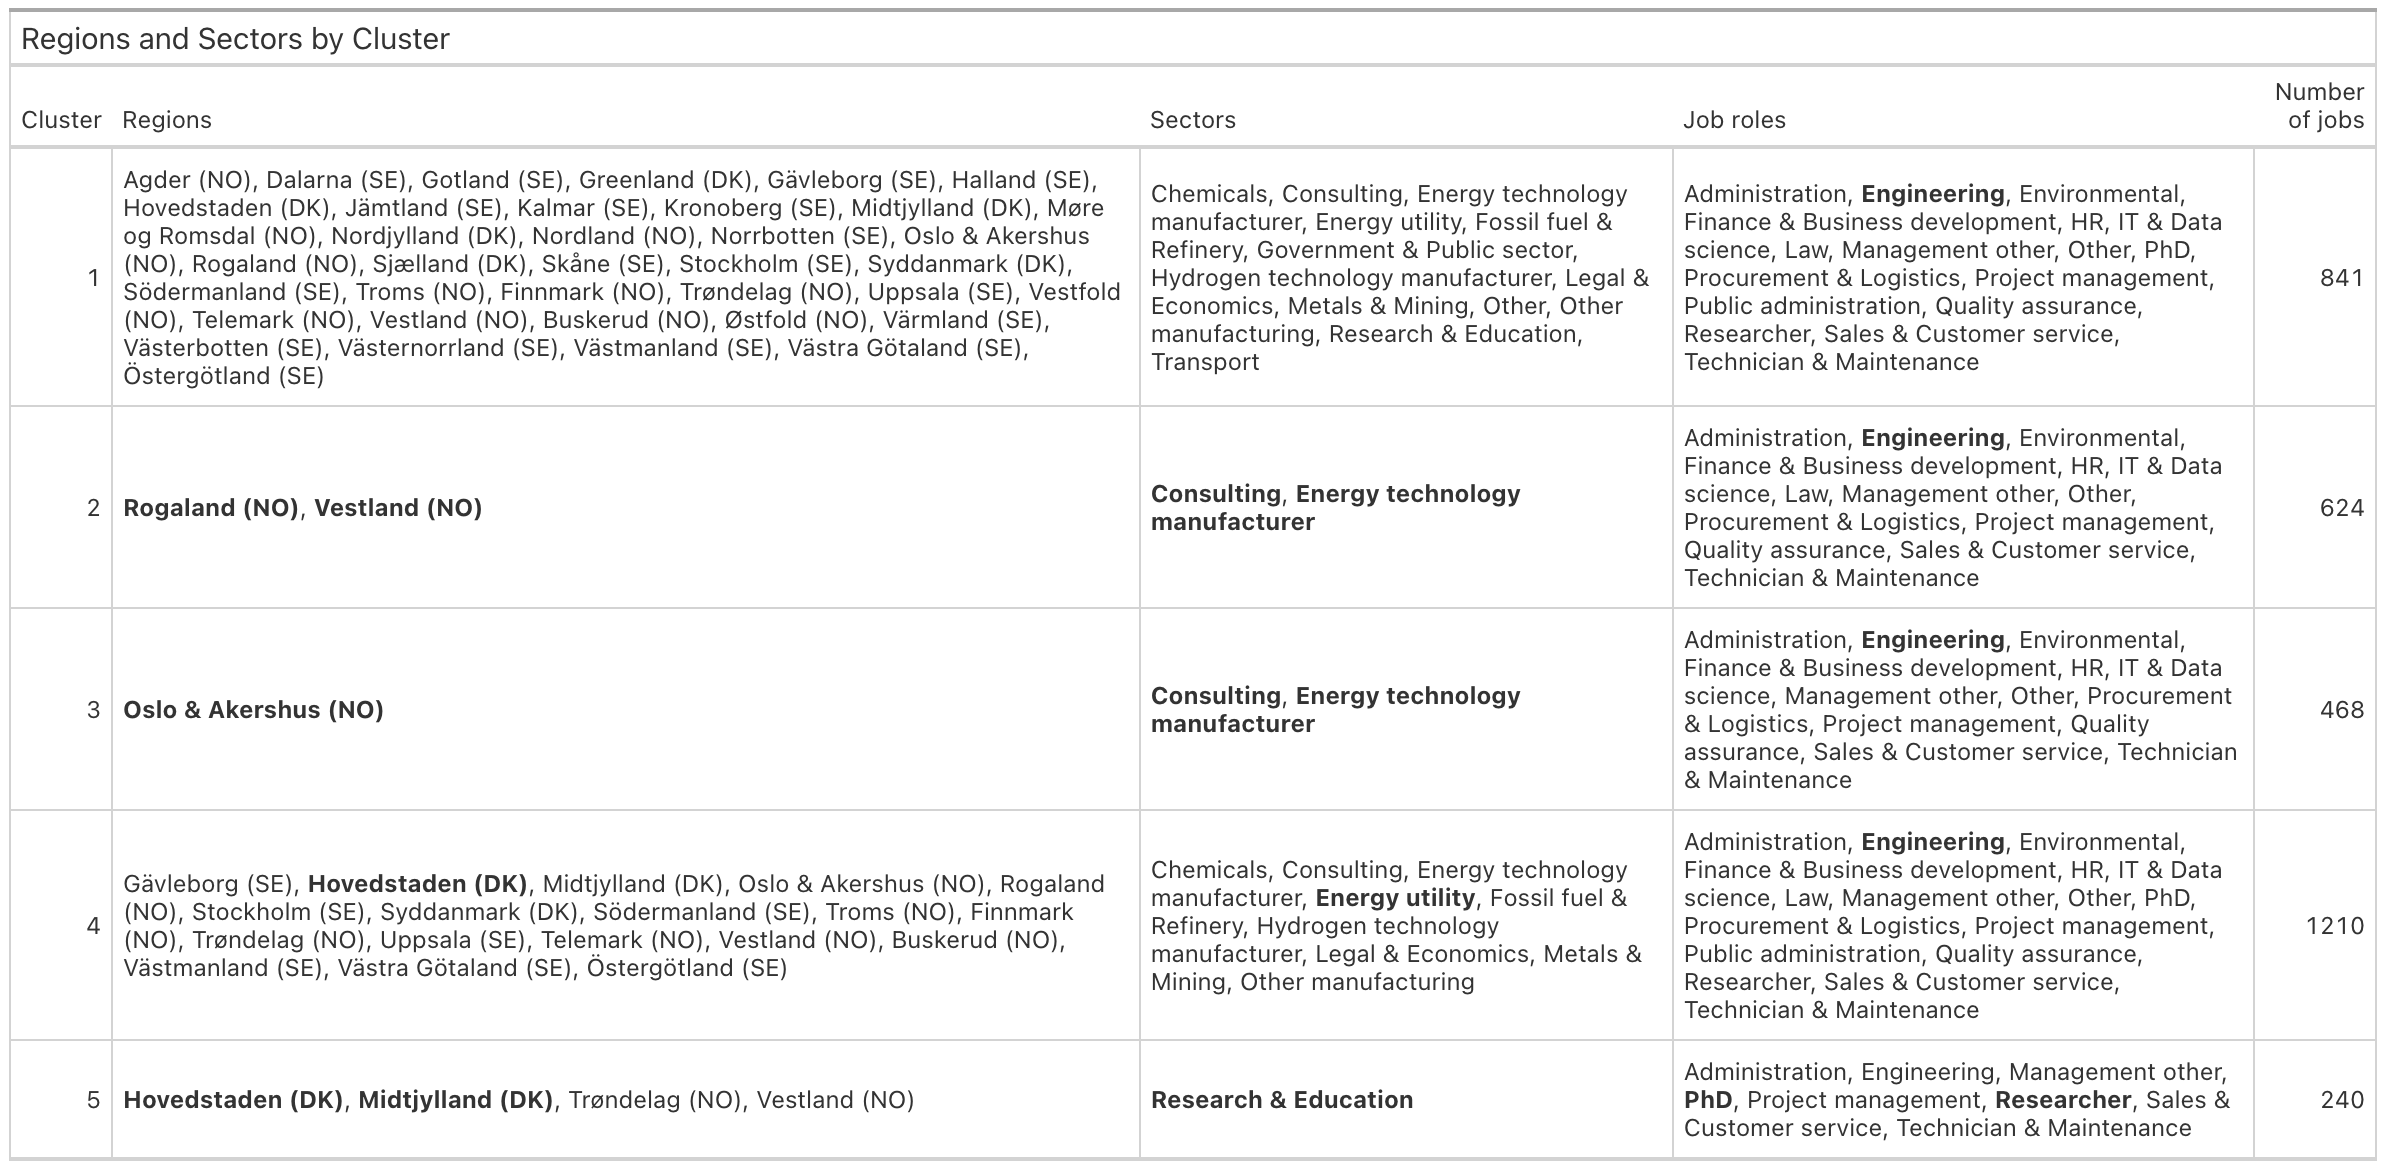 Regions and Sectors by Cluster
Cluster Regions Sectors Job roles Number of jobs
1
Agder (NO), Dalarna (SE), Gotland (SE), Greenland (DK), Gävleborg (SE), Halland (SE),
Hovedstaden (DK), Jämtland (SE), Kalmar (SE), Kronoberg (SE), Midtjylland (DK), Møre
og Romsdal (NO), Nordjylland (DK), Nordland (NO), Norrbotten (SE), Oslo & Akershus
(NO), Rogaland (NO), Sjælland (DK), Skåne (SE), Stockholm (SE), Syddanmark (DK),
Södermanland (SE), Troms (NO), Finnmark (NO), Trøndelag (NO), Uppsala (SE), Vestfold
(NO), Telemark (NO), Vestland (NO), Buskerud (NO), Østfold (NO), Värmland (SE),
Västerbotten (SE), Västernorrland (SE), Västmanland (SE), Västra Götaland (SE),
Östergötland (SE)
Chemicals, Consulting, Energy technology
manufacturer, Energy utility, Fossil fuel &
Refinery, Government & Public sector,
Hydrogen technology manufacturer, Legal &
Economics, Metals & Mining, Other, Other
manufacturing, Research & Education,
Transport
Administration, Engineering, Environmental,
Finance & Business development, HR, IT & Data
science, Law, Management other, Other, PhD,
Procurement & Logistics, Project management,
Public administration, Quality assurance,
Researcher, Sales & Customer service,
Technician & Maintenance
841
2
Rogaland (NO), Vestland (NO)
Consulting, Energy technology
manufacturer
Administration, Engineering, Environmental,
Finance & Business development, HR, IT & Data
science, Law, Management other, Other,
Procurement & Logistics, Project management,
Quality assurance, Sales & Customer service,
Technician & Maintenance
624
3
Oslo & Akershus (NO)
Consulting, Energy technology
manufacturer
Administration, Engineering, Environmental,
Finance & Business development, HR, IT & Data
science, Management other, Other, Procurement
& Logistics, Project management, Quality
assurance, Sales & Customer service, Technician
& Maintenance
468
4
Gävleborg (SE), Hovedstaden (DK), Midtjylland (DK), Oslo & Akershus (NO), Rogaland
(NO), Stockholm (SE), Syddanmark (DK), Södermanland (SE), Troms (NO), Finnmark
(NO), Trøndelag (NO), Uppsala (SE), Telemark (NO), Vestland (NO), Buskerud (NO),
Västmanland (SE), Västra Götaland (SE), Östergötland (SE)
Chemicals, Consulting, Energy technology
manufacturer, Energy utility, Fossil fuel &
Refinery, Hydrogen technology
manufacturer, Legal & Economics, Metals &
Mining, Other manufacturing
Administration, Engineering, Environmental,
Finance & Business development, HR, IT & Data
science, Law, Management other, Other, PhD,
Procurement & Logistics, Project management,
Public administration, Quality assurance,
Researcher, Sales & Customer service,
Technician & Maintenance
1210
5
Hovedstaden (DK), Midtjylland (DK), Trøndelag (NO), Vestland (NO)
Research & Education
Administration, Engineering, Management other,
PhD, Project management, Researcher, Sales &
Customer service, Technician & Maintenance
240